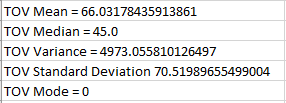 TOV Mean = 66.03178435913861
TOV Median = 45.0
TOV Variance = 4973.055810126497
TOV Standard Deviation 70.51989655499004
TOV Mode = 0